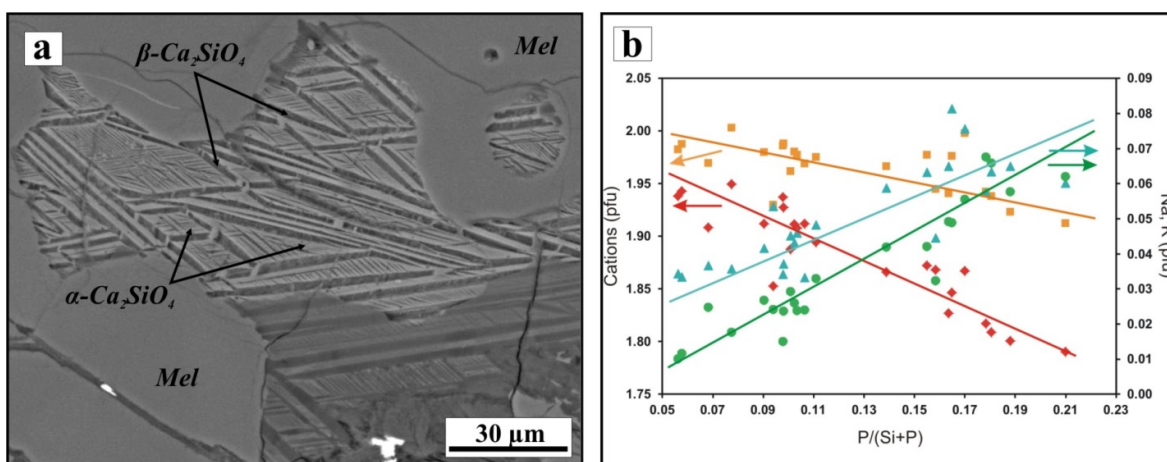 a
β-Ca₂SiO₄
Mel
α-Ca₂SiO₄
Mel
30 µm
b
2.05
2.00
1.95
1.90
1.85
1.80
1.75
Cations (pfu)
0.09
0.08
0.07
0.06
0.05
0.04
0.03
0.02
0.01
0.00
Na, K (pfu)
0.05 0.07 0.09 0.11 0.13 0.15 0.17 0.19 0.21 0.23
P/(Si+P)